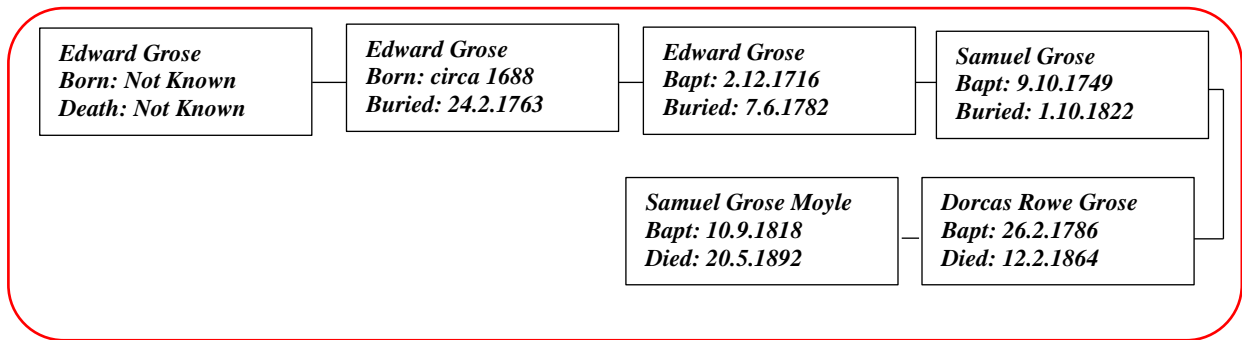 Edward Grose
Born: Not Known
Death: Not Known
Edward Grose
Born: circa 1688
Buried: 24.2.1763
Edward Grose
Bapt: 2.12.1716
Buried: 7.6.1782
Samuel Grose
Bapt: 9.10.1749
Buried: 1.10.1822
Samuel Grose Moyle
Bapt: 10.9.1818
Died: 20.5.1892
Dorcas Rowe Grose
Bapt: 26.2.1786
Died: 12.2.1864